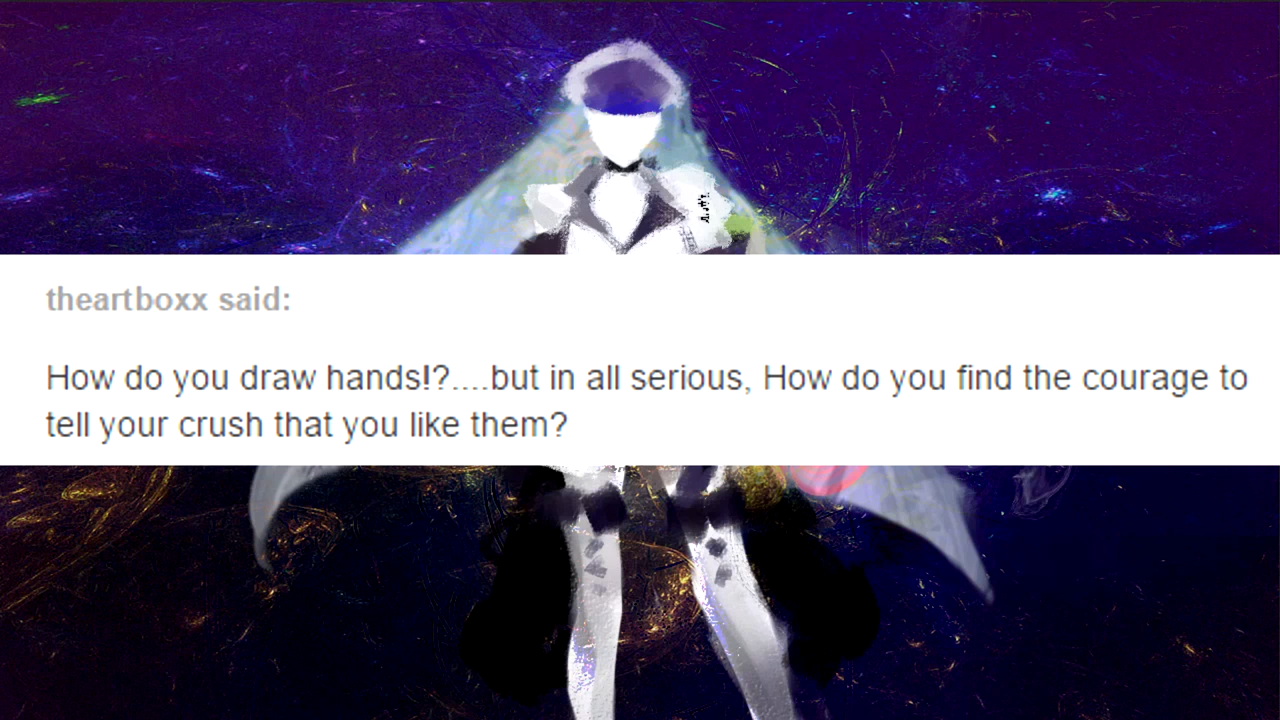 theartboxx said:
How do you draw hands!?....but in all serious, How do you find the courage to
tell your crush that you like them?